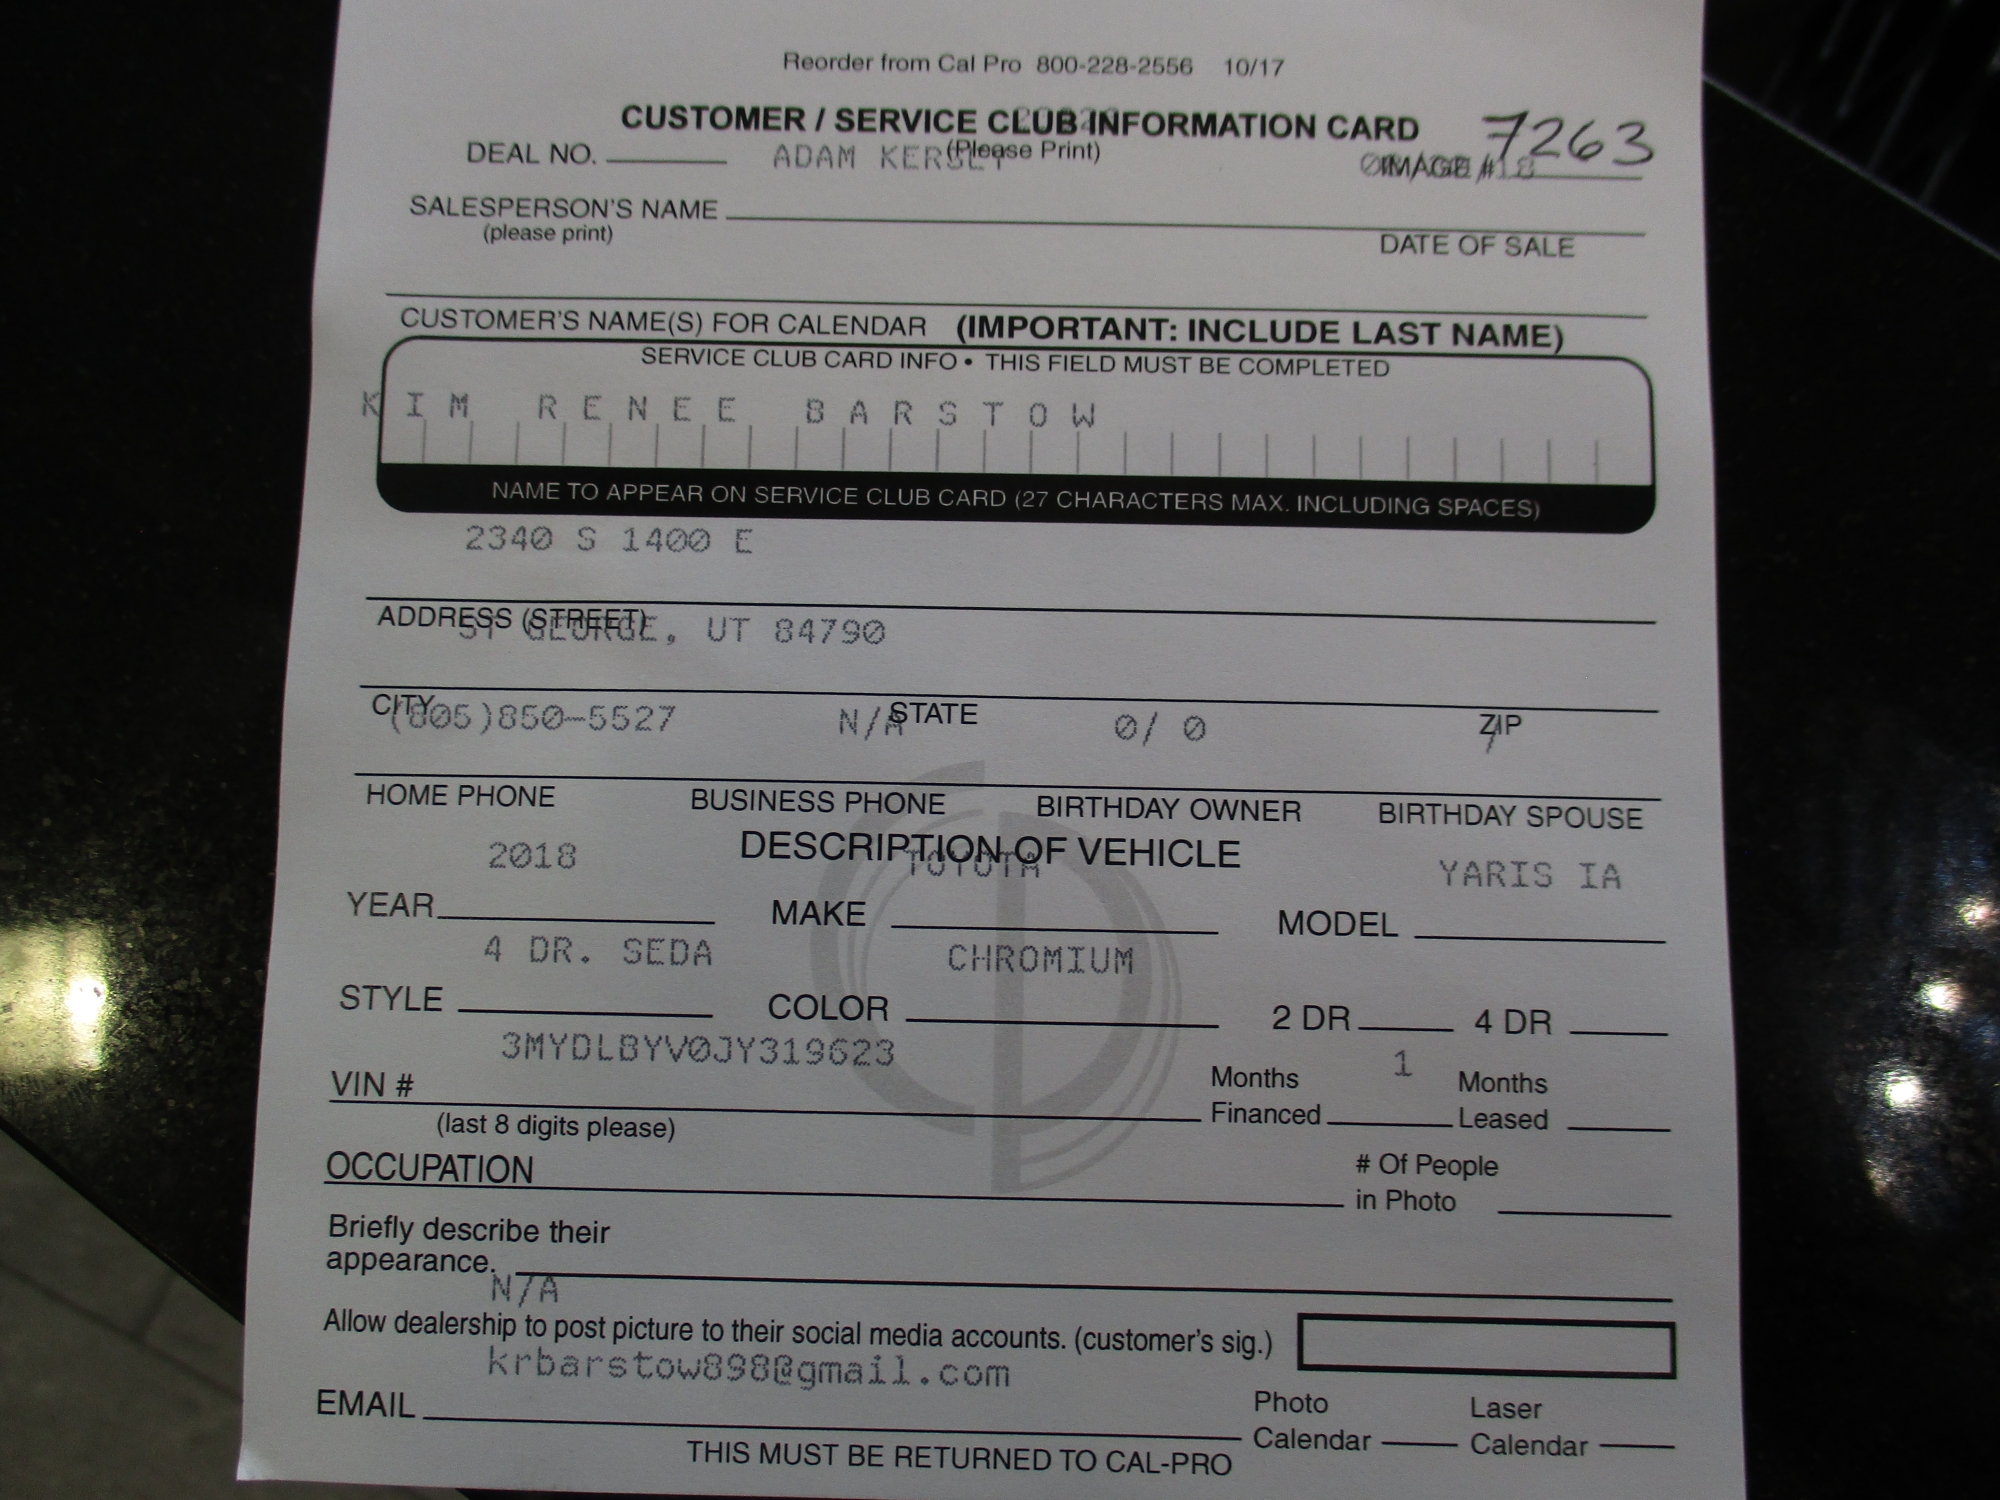 Reorder from Cal Pro 800-228-2556 10/17
CUSTOMER / SERVICE CLUB INFORMATION CARD
7263
DEAL NO. ADAM KERSEY (Please Print) IMAGE #
SALESPERSON'S NAME
(please print) DATE OF SALE
CUSTOMER'S NAME(S) FOR CALENDAR (IMPORTANT: INCLUDE LAST NAME)
SERVICE CLUB CARD INFO • THIS FIELD MUST BE COMPLETED
KIM RENEE BARSTOW
NAME TO APPEAR ON SERVICE CLUB CARD (27 CHARACTERS MAX. INCLUDING SPACES)
2340 S 1400 E
ADDRESS (STREET)
ST GEORGE, UT 84790
CITY STATE ZIP
(805)850-5527 N/A 0/ 0 /
HOME PHONE BUSINESS PHONE BIRTHDAY OWNER BIRTHDAY SPOUSE
DESCRIPTION OF VEHICLE
2018 TOYOTA YARIS IA
YEAR MAKE MODEL
4 DR. SEDA CHROMIUM
STYLE COLOR 2 DR 4 DR
3MYDLBYV0JY319623 1
VIN # Months Financed Months Leased
(last 8 digits please)
OCCUPATION # Of People in Photo
Briefly describe their
appearance.
N/A
Allow dealership to post picture to their social media accounts. (customer's sig.)
krbarstow898@gmail.com
EMAIL Photo Calendar Laser Calendar
THIS MUST BE RETURNED TO CAL-PRO